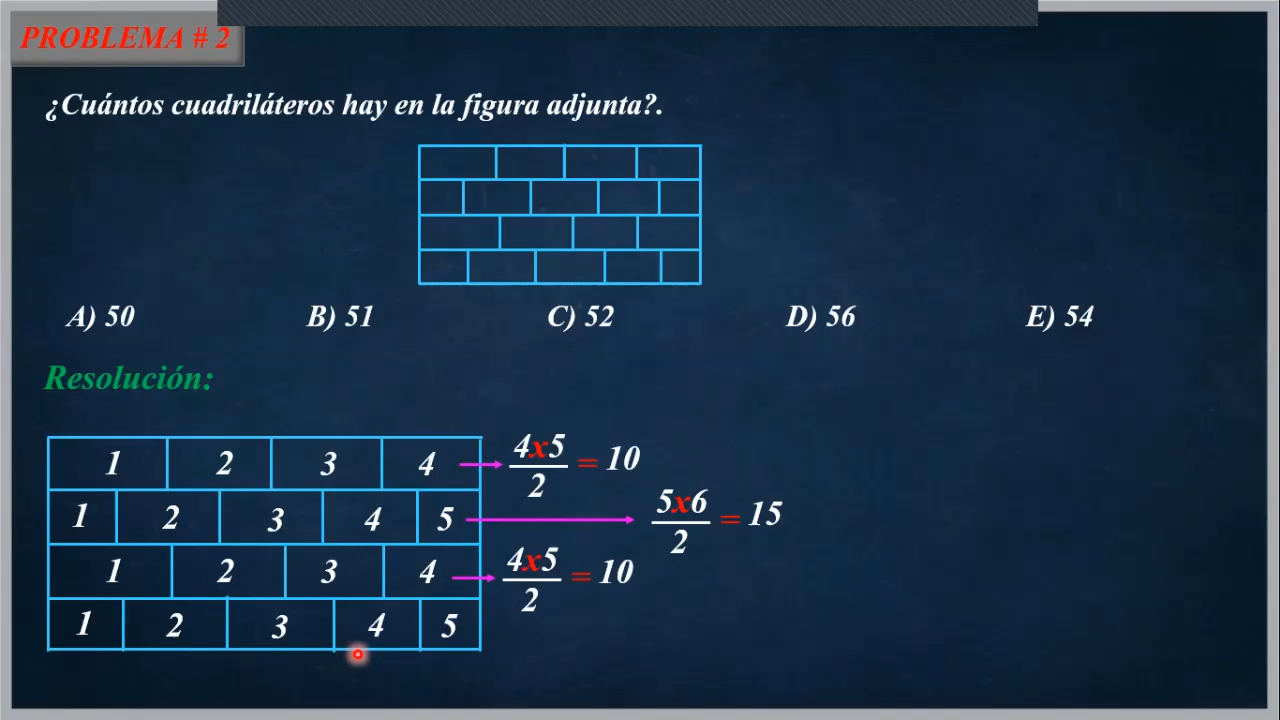 PROBLEMA # 2
¿Cuántos cuadriláteros hay en la figura adjunta?.
A) 50 B) 51 C) 52 D) 56 E) 54
Resolución:
1 2 3 4 4x5/2 = 10
1 2 3 4 5 5x6/2 = 15
1 2 3 4 4x5/2 = 10
1 2 3 4 5